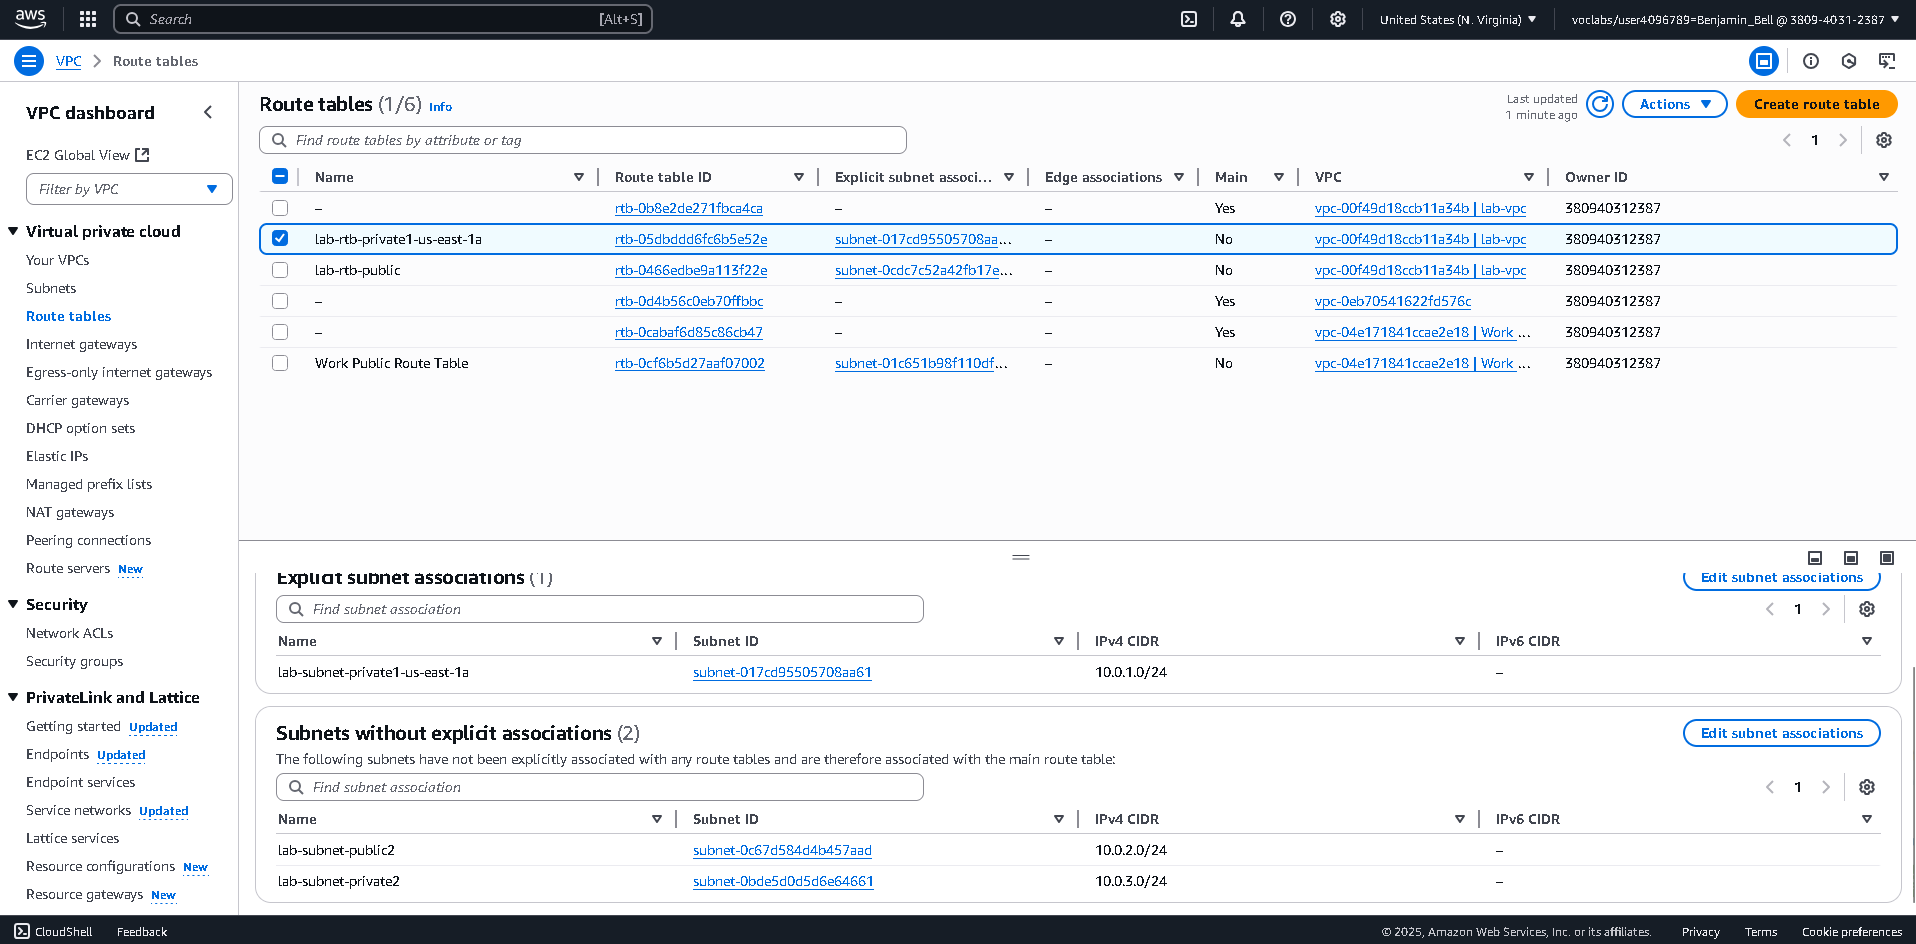 aws
Search
[Alt+S]
United States (N. Virginia)
voclabs/user4096789=Benjamin_Bell @ 3809-4031-2387
VPC
Route tables
VPC dashboard
EC2 Global View
Filter by VPC
Virtual private cloud
Your VPCs
Subnets
Route tables
Internet gateways
Egress-only internet gateways
Carrier gateways
DHCP option sets
Elastic IPs
Managed prefix lists
NAT gateways
Peering connections
Route servers New
Security
Network ACLs
Security groups
PrivateLink and Lattice
Getting started Updated
Endpoints Updated
Endpoint services
Service networks Updated
Lattice services
Resource configurations New
Resource gateways New
Route tables (1/6) Info
Last updated
1 minute ago
Actions
Create route table
Find route tables by attribute or tag
1
Name Route table ID Explicit subnet associ... Edge associations Main VPC Owner ID
– rtb-0b8e2de271fbca4ca – – Yes vpc-00f49d18ccb11a34b | lab-vpc 380940312387
lab-rtb-private1-us-east-1a rtb-05dbddd6fc6b5e52e subnet-017cd95505708aa... – No vpc-00f49d18ccb11a34b | lab-vpc 380940312387
lab-rtb-public rtb-0466edbe9a113f22e subnet-0cdc7c52a42fb17e... – No vpc-00f49d18ccb11a34b | lab-vpc 380940312387
– rtb-0d4b56c0eb70ffbbc – – Yes vpc-0eb70541622fd576c 380940312387
– rtb-0cabaf6d85c86cb47 – – Yes vpc-04e171841ccae2e18 | Work ... 380940312387
Work Public Route Table rtb-0cf6b5d27aaf07002 subnet-01c651b98f110df... – No vpc-04e171841ccae2e18 | Work ... 380940312387
Explicit subnet associations (1)
Edit subnet associations
Find subnet association
1
Name Subnet ID IPv4 CIDR IPv6 CIDR
lab-subnet-private1-us-east-1a subnet-017cd95505708aa61 10.0.1.0/24 –
Subnets without explicit associations (2)
Edit subnet associations
The following subnets have not been explicitly associated with any route tables and are therefore associated with the main route table:
Find subnet association
1
Name Subnet ID IPv4 CIDR IPv6 CIDR
lab-subnet-public2 subnet-0c67d584d4b457aad 10.0.2.0/24 –
lab-subnet-private2 subnet-0bde5d0d5d6e64661 10.0.3.0/24 –
CloudShell Feedback
© 2025, Amazon Web Services, Inc. or its affiliates. Privacy Terms Cookie preferences